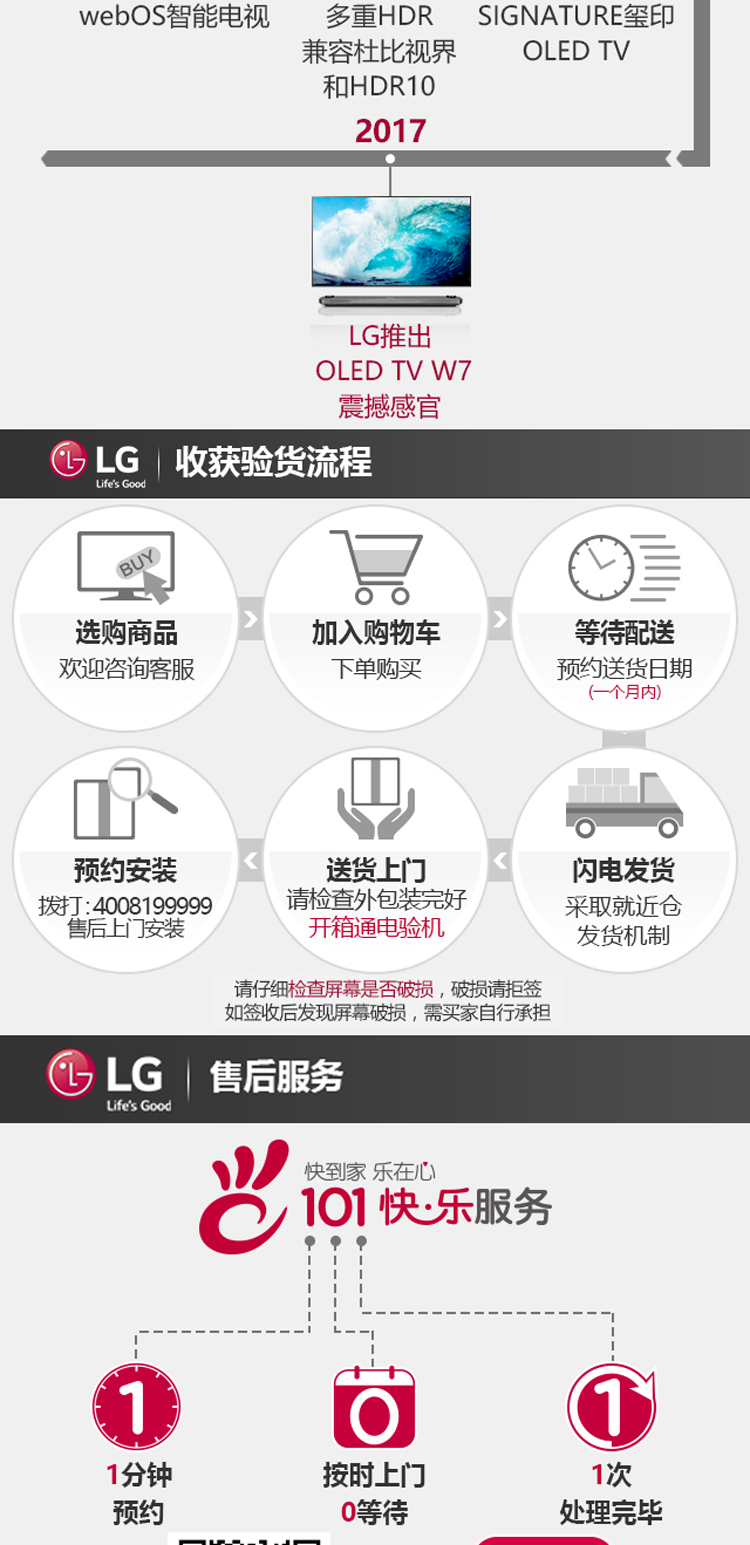 webOS智能电视
多重HDR
兼容杜比视界
和HDR10
SIGNATURE玺印
OLED TV
2017
LG推出
OLED TV W7
震撼感官
LG
Life's Good
收获验货流程
BUY
选购商品
欢迎咨询客服
加入购物车
下单购买
等待配送
预约送货日期
(一个月内)
预约安装
拨打:4008199999
售后上门安装
送货上门
请检查外包装完好
开箱通电验机
闪电发货
采取就近仓
发货机制
请仔细检查屏幕是否破损，破损请拒签
如签收后发现屏幕破损，需买家自行承担
LG
Life's Good
售后服务
快到家 乐在心
101 快·乐服务
1
1分钟
预约
0
按时上门
0等待
1
1次
处理完毕